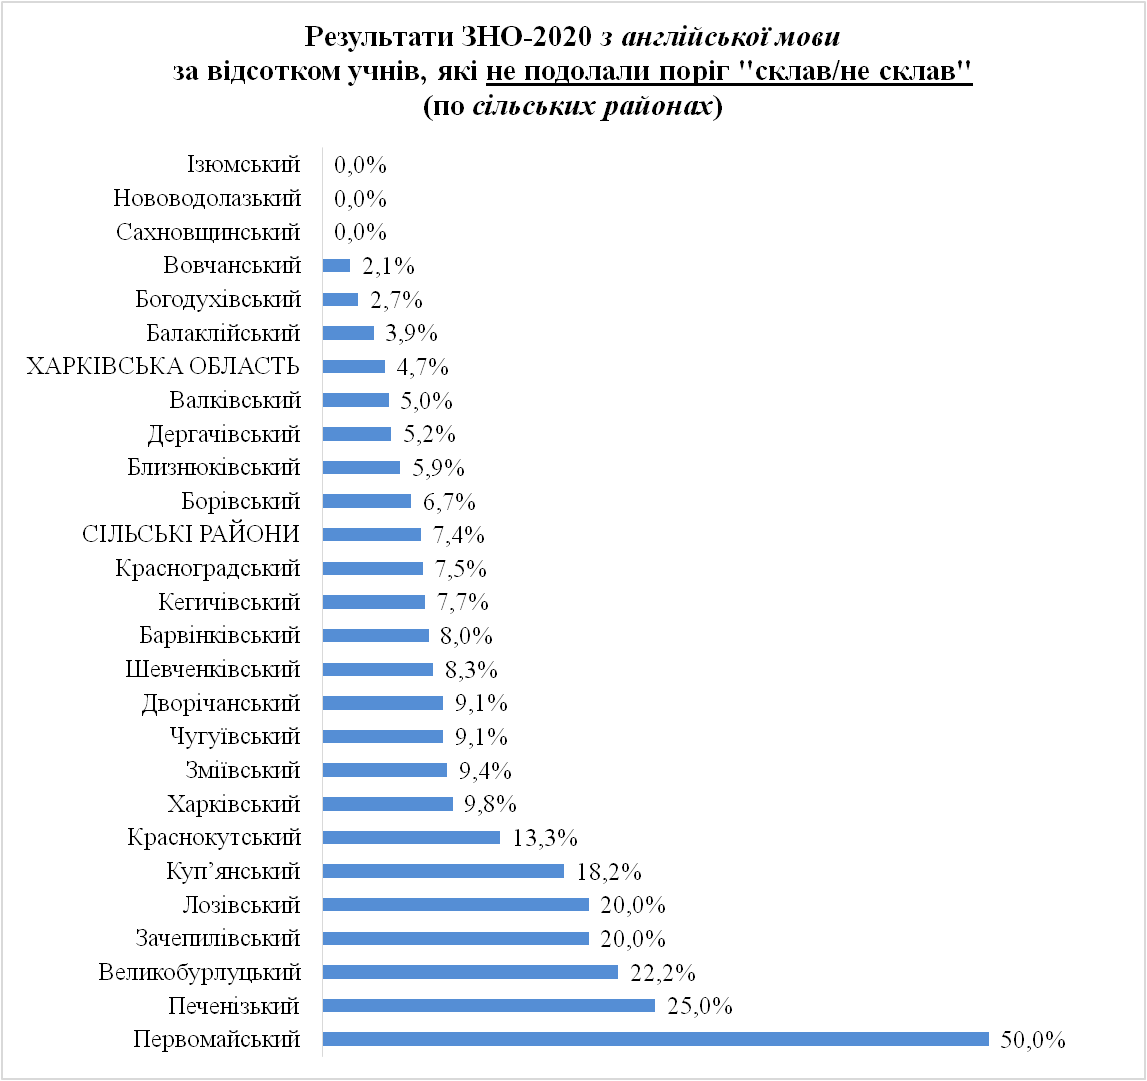 Результати ЗНО-2020 з англійської мови
за відсотком учнів, які не подолали поріг "склав/не склав"
(по сільських районах)
Ізюмський 0,0%
Нововодолазький 0,0%
Сахновщинський 0,0%
Вовчанський 2,1%
Богодухівський 2,7%
Балаклійський 3,9%
ХАРКІВСЬКА ОБЛАСТЬ 4,7%
Валківський 5,0%
Дергачівський 5,2%
Близнюківський 5,9%
Борівський 6,7%
СІЛЬСЬКІ РАЙОНИ 7,4%
Красноградський 7,5%
Кегичівський 7,7%
Барвінківський 8,0%
Шевченківський 8,3%
Дворічанський 9,1%
Чугуївський 9,1%
Зміївський 9,4%
Харківський 9,8%
Краснокутський 13,3%
Куп’янський 18,2%
Лозівський 20,0%
Зачепилівський 20,0%
Великобурлуцький 22,2%
Печенізький 25,0%
Первомайський 50,0%